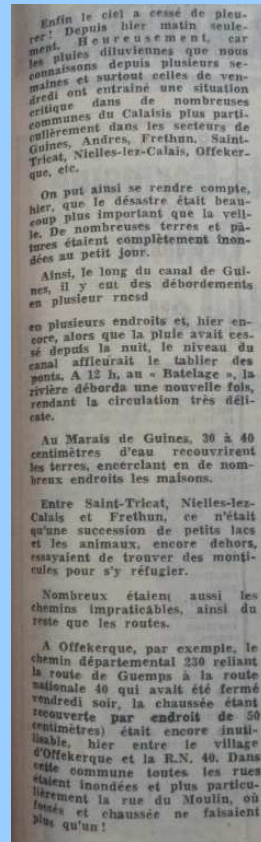 Enfin le ciel a cessé de pleu-
rer ! Depuis hier matin seule-
ment. Heureusement, car
les pluies diluviennes que nous
connaissons depuis plusieurs se-
maines et surtout celles de ven-
dredi ont entraîné une situation
critique dans de nombreuses
communes du Calaisis plus parti-
culièrement dans les secteurs de
Guînes, Andres, Frethun, Saint-
Tricat, Nielles-lez-Calais, Offeker-
que, etc.
On put ainsi se rendre compte,
hier, que le désastre était beau-
coup plus important que la veil-
le. De nombreuses terres et pâ-
tures étaient complètement inon-
dées au petit jour.
Ainsi, le long du canal de Guî-
nes, il y eut des débordements
en plusieur rnesd
en plusieurs endroits et, hier en-
core, alors que la pluie avait ces-
sé depuis la nuit, le niveau du
canal affleurait le tablier des
ponts. A 12 h. au « Batelage », la
rivière déborda une nouvelle fois,
rendant la circulation très déli-
cate.
Au Marais de Guînes, 30 à 40
centimètres d'eau recouvrirent
les terres, encerclant en de nom-
breux endroits les maisons.
Entre Saint-Tricat, Nielles-lez-
Calais et Frethun, ce n'était
qu'une succession de petits lacs
et les animaux, encore dehors,
essayaient de trouver des monti-
cules pour s'y réfugier.
Nombreux étaient aussi les
chemins impraticables, ainsi du
reste que les routes.
A Offekerque, par exemple, le
chemin départemental 230 reliant
la route de Guemps à la route
nationale 40 qui avait été fermé
vendredi soir, la chaussée étant
recouverte par endroit de 50
centimètres) était encore inuti-
lisable, hier entre le village
d'Offekerque et la R.N. 40. Dans
cette commune toutes les rues
étaient inondées et plus particu-
lièrement la rue du Moulin, où
fossés et chaussée ne faisaient
plus qu'un !